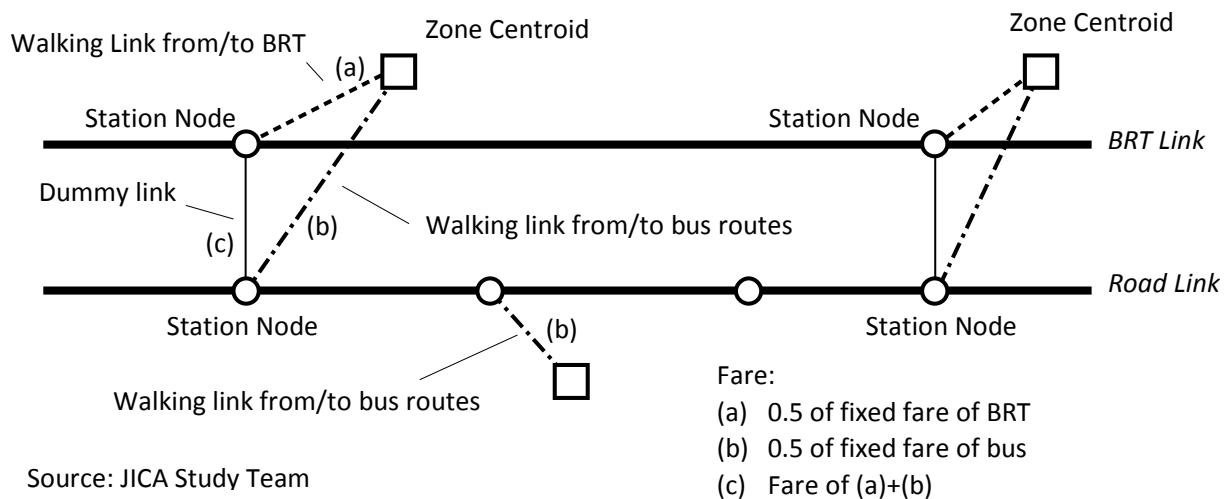 Zone Centroid
Zone Centroid
Walking Link from/to BRT
(a)
Station Node
Station Node
BRT Link
Dummy link
(b)
Walking link from/to bus routes
(c)
Road Link
Station Node
(b)
Station Node
Walking link from/to bus routes
Fare:
(a) 0.5 of fixed fare of BRT
(b) 0.5 of fixed fare of bus
(c) Fare of (a)+(b)
Source: JICA Study Team